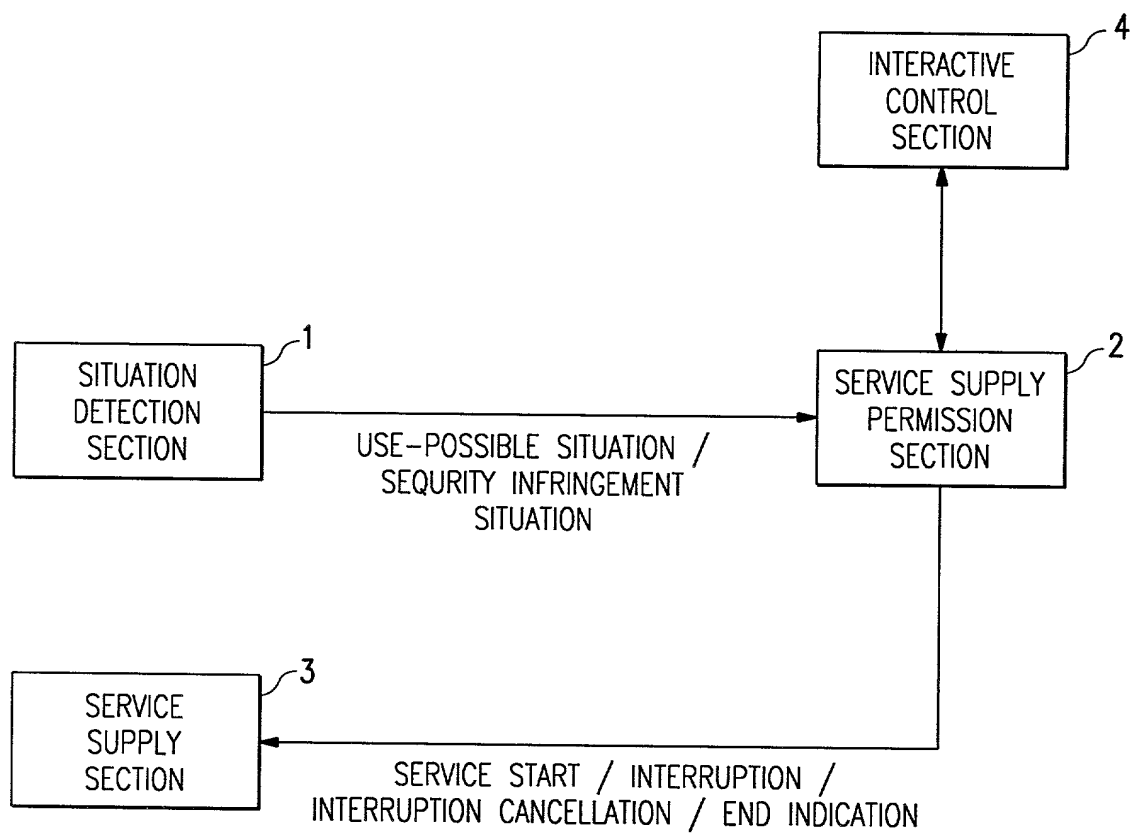 4
INTERACTIVE
CONTROL
SECTION
1
SITUATION
DETECTION
SECTION
2
SERVICE SUPPLY
PERMISSION
SECTION
USE-POSSIBLE SITUATION /
SEQURITY INFRINGEMENT
SITUATION
3
SERVICE
SUPPLY
SECTION
SERVICE START / INTERRUPTION /
INTERRUPTION CANCELLATION / END INDICATION